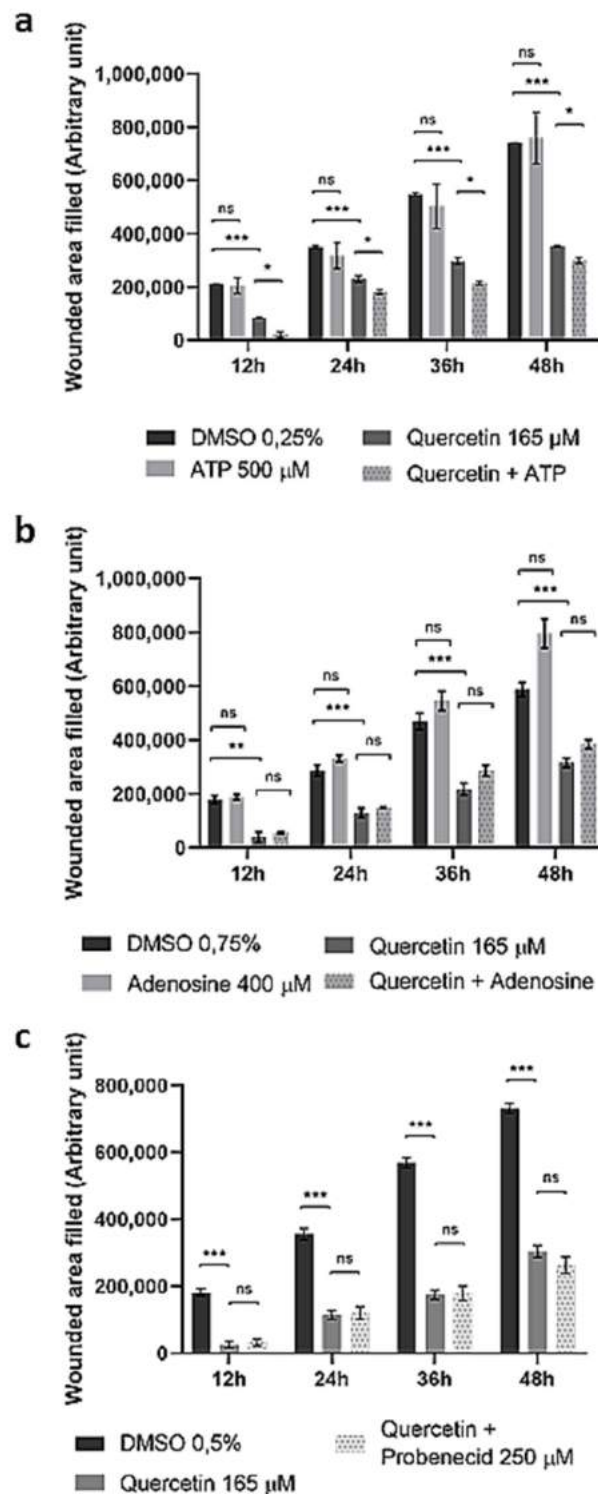 a
Wounded area filled (Arbitrary unit)
1,000,000
800,000
600,000
400,000
200,000
0
ns
***
*
ns
***
*
ns
***
*
ns
***
*
12h 24h 36h 48h
DMSO 0,25% Quercetin 165 µM
ATP 500 µM Quercetin + ATP
b
Wounded area filled (Arbitrary unit)
1,000,000
800,000
600,000
400,000
200,000
0
ns
**
ns
ns
***
ns
ns
***
ns
ns
***
ns
12h 24h 36h 48h
DMSO 0,75% Quercetin 165 µM
Adenosine 400 µM Quercetin + Adenosine
c
Wounded area filled (Arbitrary unit)
800,000
600,000
400,000
200,000
0
***
ns
***
ns
***
ns
***
ns
12h 24h 36h 48h
DMSO 0,5%
Quercetin 165 µM
Quercetin +
Probenecid 250 µM